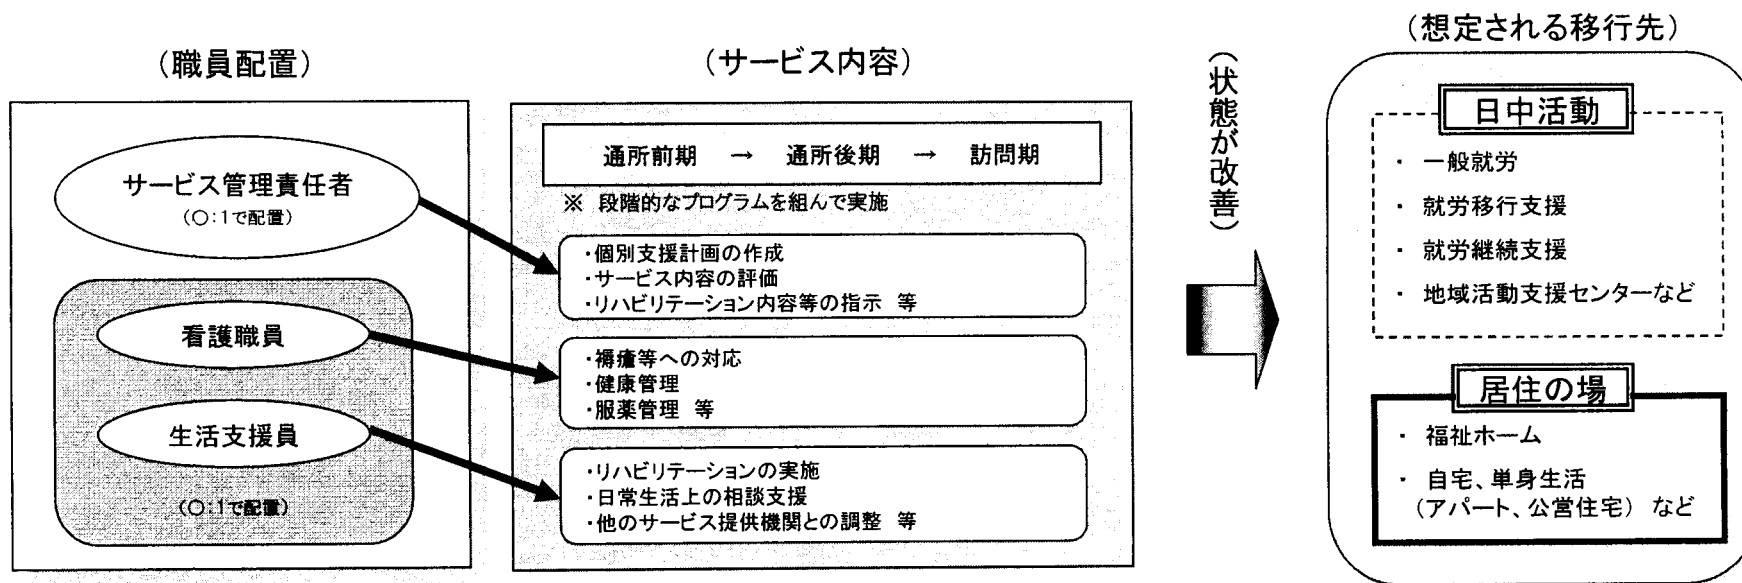 (職員配置)
サービス管理責任者
(○:1で配置)
看護職員
生活支援員
(○:1で配置)
(サービス内容)
通所前期 → 通所後期 → 訪問期
※ 段階的なプログラムを組んで実施
・個別支援計画の作成
・サービス内容の評価
・リハビリテーション内容等の指示 等
・褥瘡等への対応
・健康管理
・服薬管理 等
・リハビリテーションの実施
・日常生活上の相談支援
・他のサービス提供機関との調整 等
(状態が改善)
(想定される移行先)
日中活動
・ 一般就労
・ 就労移行支援
・ 就労継続支援
・ 地域活動支援センターなど
居住の場
・ 福祉ホーム
・ 自宅、単身生活
(アパート、公営住宅) など